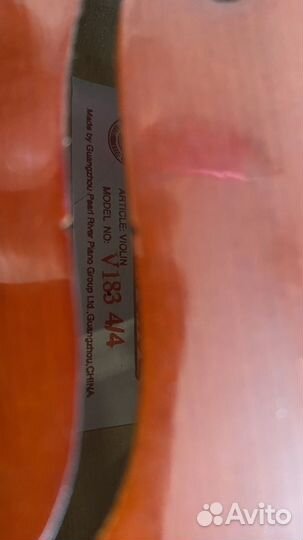 ARTICLE: VIOLIN
MODEL NO: V183 4/4
Made by Guangzhou Pearl River Piano Group Ltd.,Guangzhou,CHINA
Avito